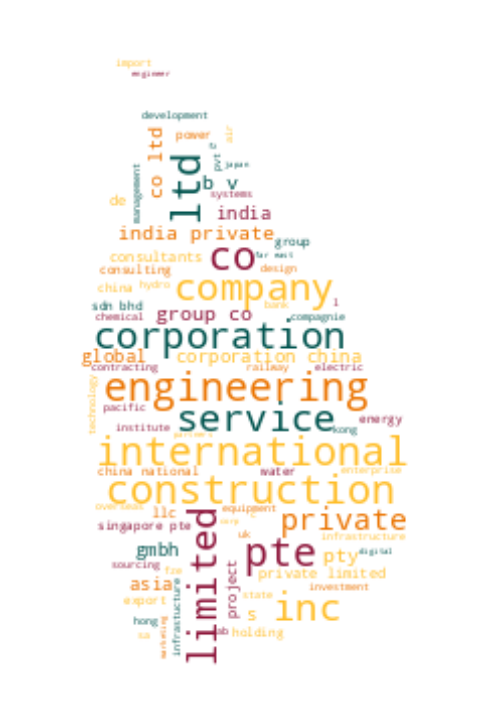 import
engineer
development
co ltd
power
air
ltd
pvt
japan
management
b v
systems
de
india
india private
group
co
far east
consultants
consulting
design
china
hydro
company
bank
l
sdn bhd
group co
chemical
compagnie
corporation
global
corporation china
contracting
railway
electric
technology
engineering
pacific
service
energy
institute
kong
partners
international
china national
water
enterprise
construction
overseas
llc
equipment
limited
corp
private
singapore pte
uk
infrastructure
gmbh
pte
pty
digital
sourcing
fze
private limited
asia
project
investment
infrastucture
export
state
s
inc
hong
sa
marketing
ab
holding